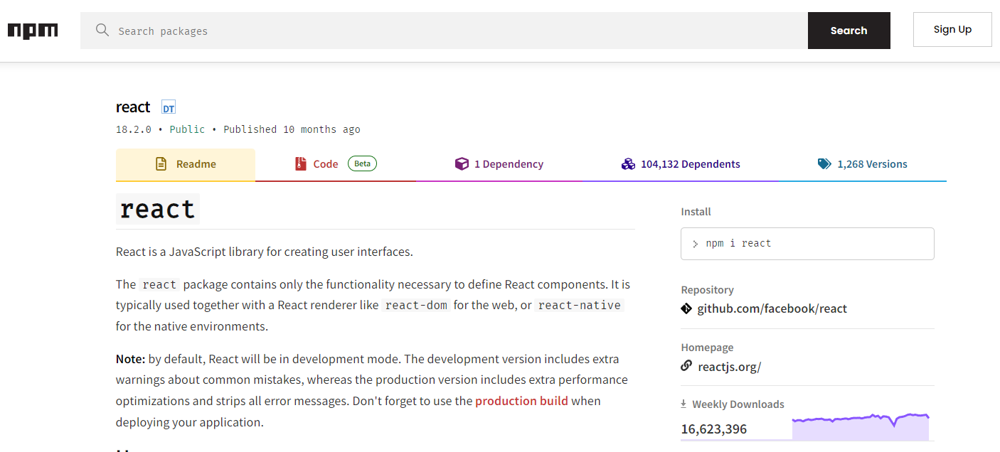 npm
Search packages
Search
Sign Up
react DT
18.2.0 • Public • Published 10 months ago
Readme
Code Beta
1 Dependency
104,132 Dependents
1,268 Versions
react
React is a JavaScript library for creating user interfaces.
The react package contains only the functionality necessary to define React components. It is
typically used together with a React renderer like react-dom for the web, or react-native
for the native environments.
Note: by default, React will be in development mode. The development version includes extra
warnings about common mistakes, whereas the production version includes extra performance
optimizations and strips all error messages. Don't forget to use the production build when
deploying your application.
Install
npm i react
Repository
github.com/facebook/react
Homepage
reactjs.org/
Weekly Downloads
16,623,396